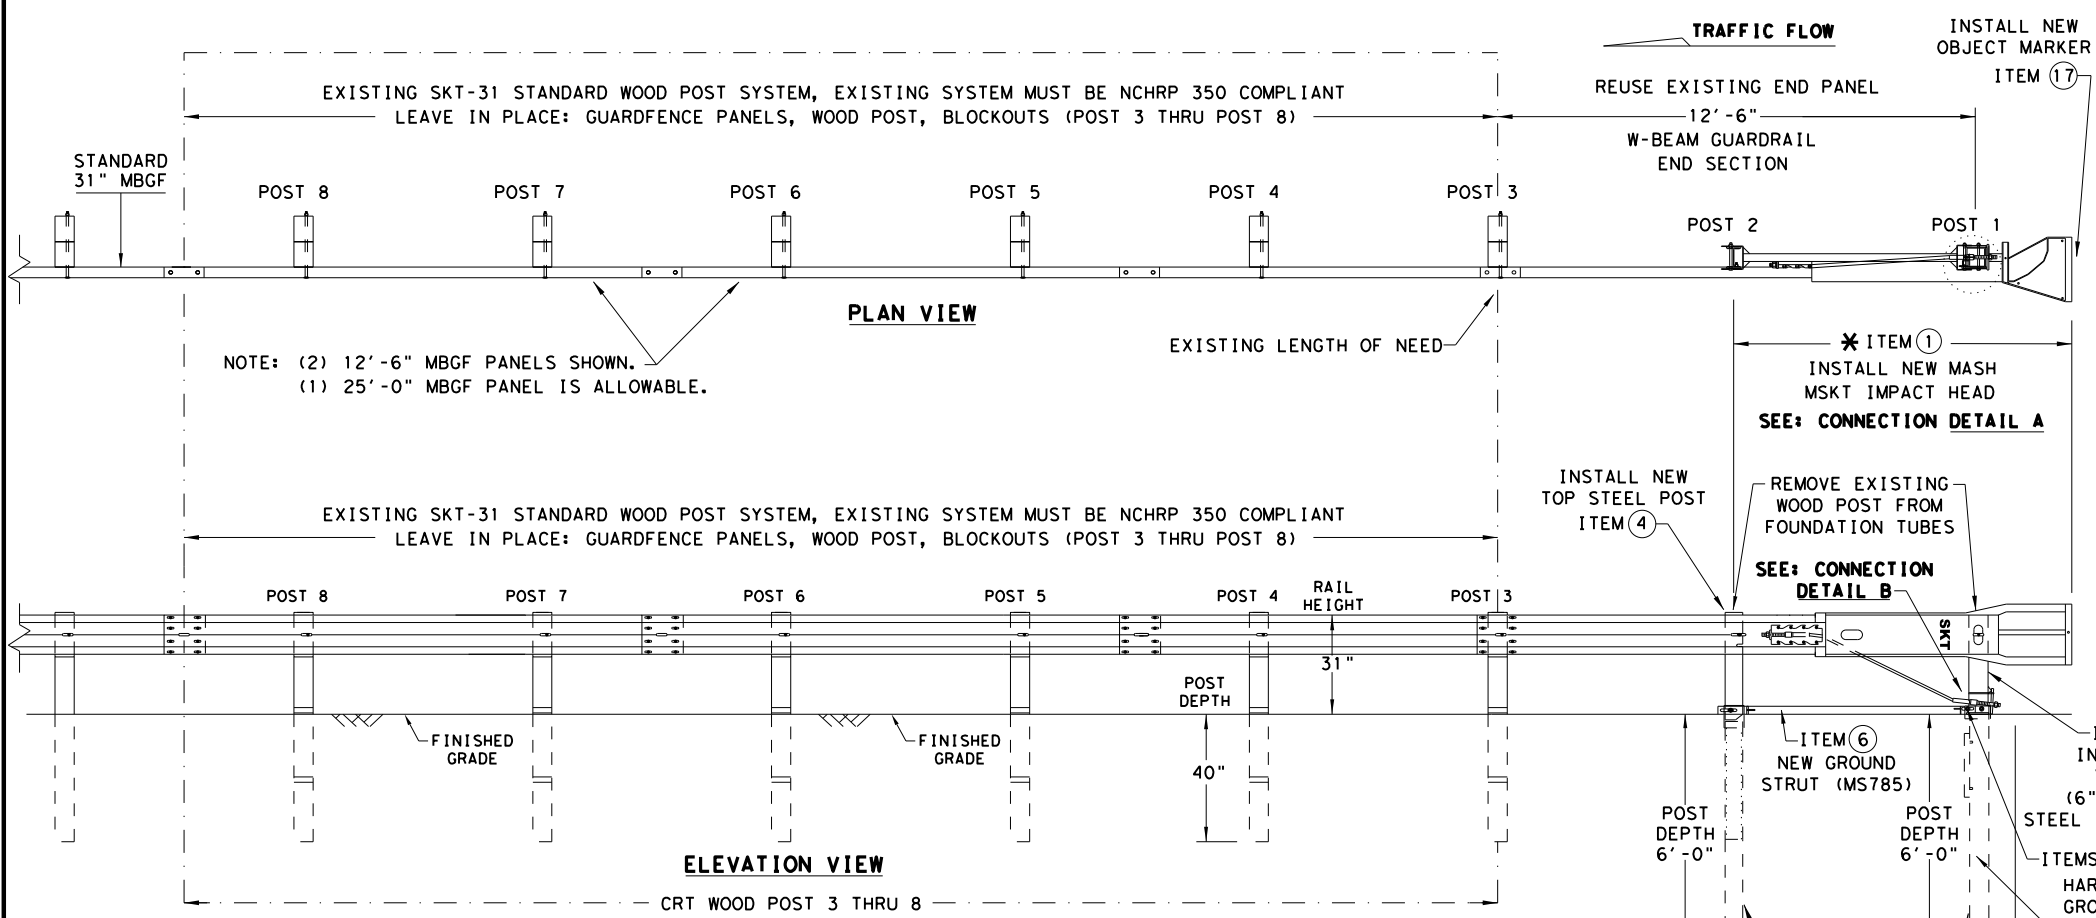 TRAFFIC FLOW
INSTALL NEW
OBJECT MARKER
ITEM 17
EXISTING SKT-31 STANDARD WOOD POST SYSTEM, EXISTING SYSTEM MUST BE NCHRP 350 COMPLIANT
LEAVE IN PLACE: GUARDFENCE PANELS, WOOD POST, BLOCKOUTS (POST 3 THRU POST 8)
REUSE EXISTING END PANEL
12'-6"
W-BEAM GUARDRAIL
END SECTION
STANDARD
31" MBGF
POST 8
POST 7
POST 6
POST 5
POST 4
POST 3
POST 2
POST 1
PLAN VIEW
NOTE: (2) 12'-6" MBGF PANELS SHOWN.
(1) 25'-0" MBGF PANEL IS ALLOWABLE.
EXISTING LENGTH OF NEED
* ITEM 1
INSTALL NEW MASH
MSKT IMPACT HEAD
SEE: CONNECTION DETAIL A
EXISTING SKT-31 STANDARD WOOD POST SYSTEM, EXISTING SYSTEM MUST BE NCHRP 350 COMPLIANT
LEAVE IN PLACE: GUARDFENCE PANELS, WOOD POST, BLOCKOUTS (POST 3 THRU POST 8)
INSTALL NEW
TOP STEEL POST
ITEM 4
REMOVE EXISTING
WOOD POST FROM
FOUNDATION TUBES
SEE: CONNECTION
DETAIL B
POST 8
POST 7
POST 6
POST 5
POST 4
RAIL
HEIGHT
POST 3
31"
SKT
POST
DEPTH
40"
FINISHED
GRADE
FINISHED
GRADE
ITEM 6
NEW GROUND
STRUT (MS785)
POST
DEPTH
6'-0"
POST
DEPTH
6'-0"
IN
(6"
STEEL
ITEMS
HAR
GRO
ELEVATION VIEW
CRT WOOD POST 3 THRU 8